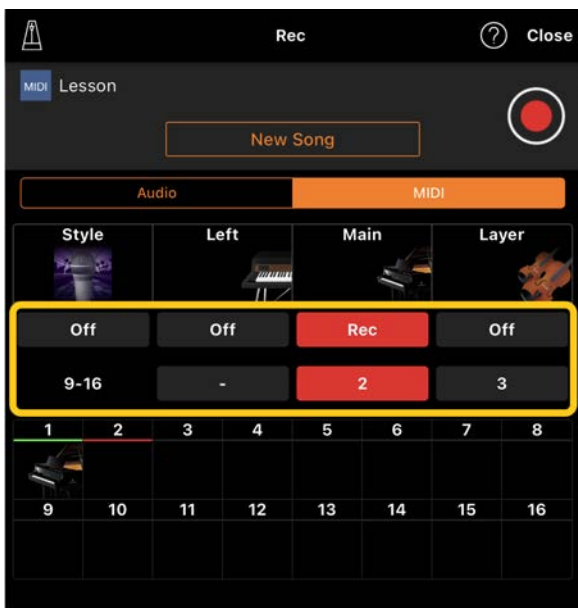 Rec ? Close
MIDI Lesson
New Song
Audio MIDI
Style Left Main Layer
Off Off Rec Off
9-16 - 2 3
1 2 3 4 5 6 7 8
9 10 11 12 13 14 15 16